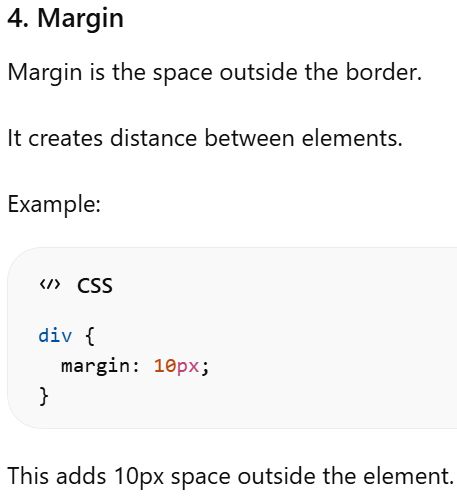 4. Margin
Margin is the space outside the border.
It creates distance between elements.
Example:
</> CSS
div {
  margin: 10px;
}
This adds 10px space outside the element.